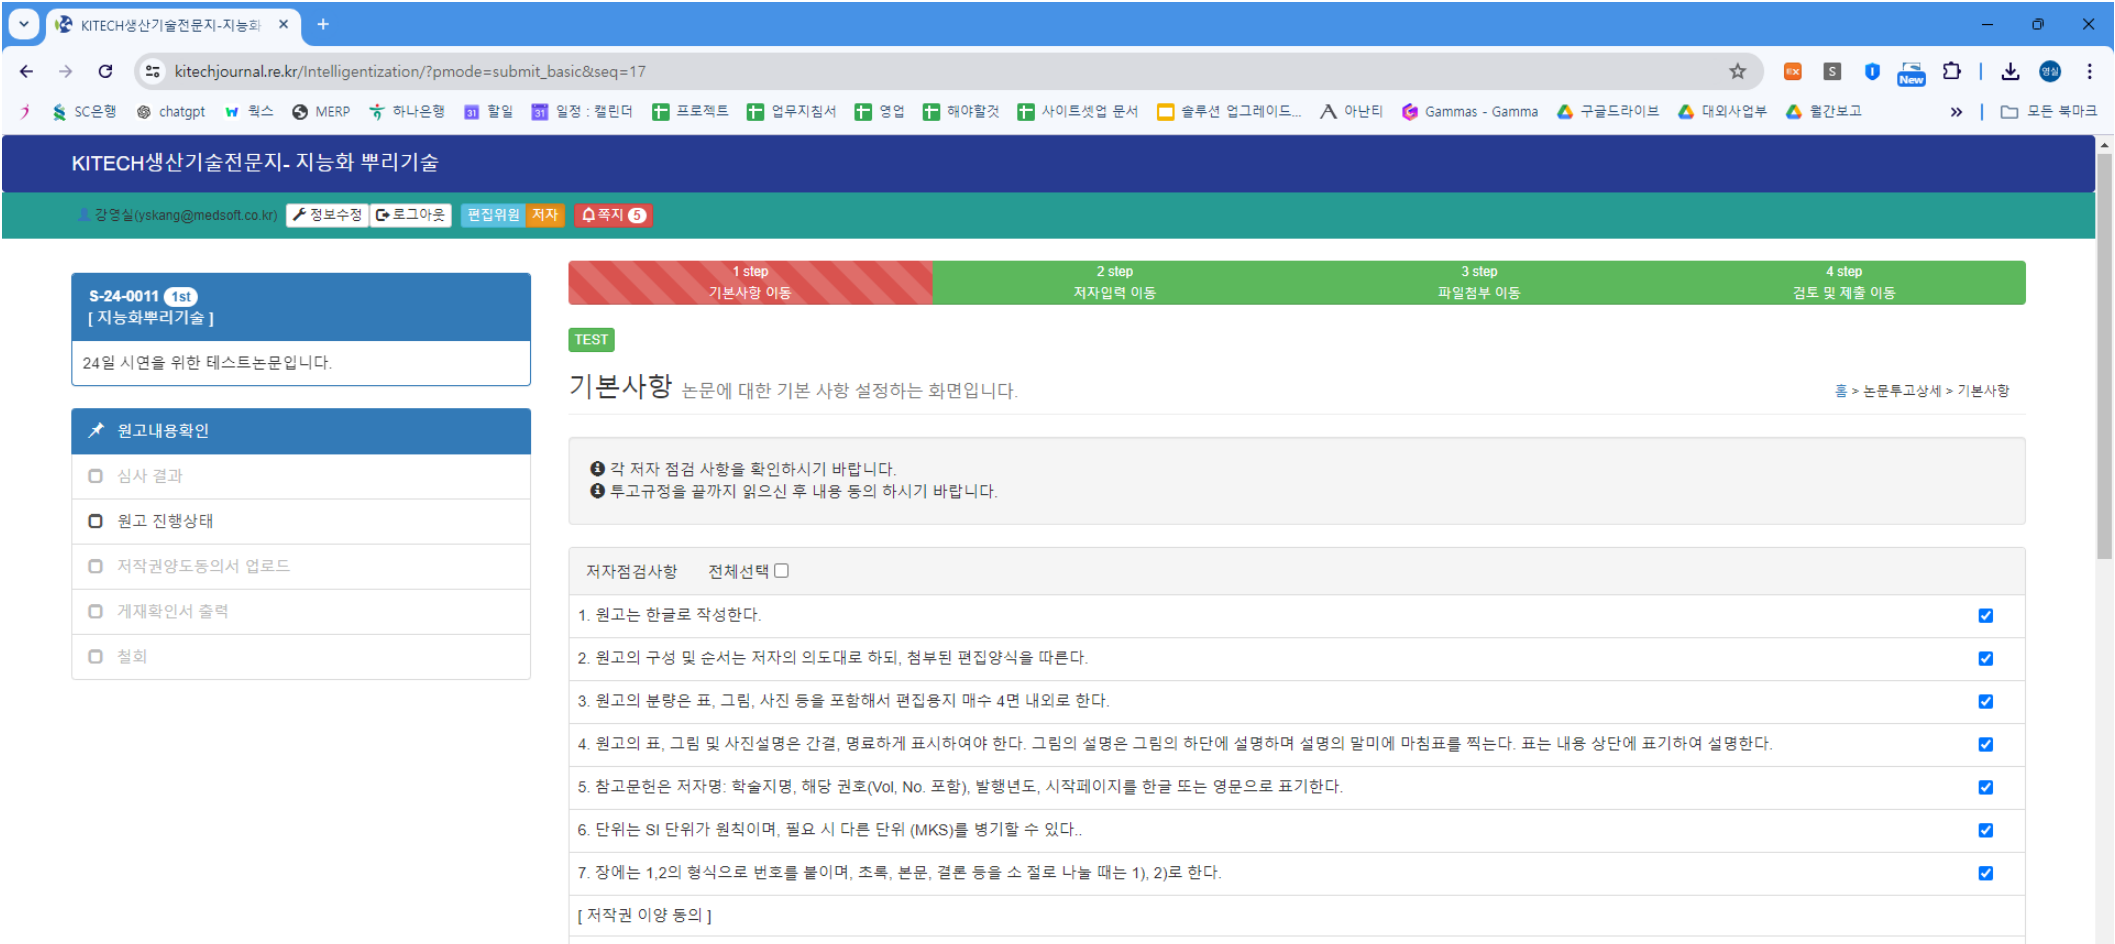 KITECH생산기술전문지-지능화
kitechjournal.re.kr/Intelligentization/?pmode=submit_basic&seq=17
EX
S
New
영실
SC은행 chatgpt 웍스 MERP 하나은행 31 할일 31 일정 : 캘린더 프로젝트 업무지침서 영업 해야할것 사이트셋업 문서 솔루션 업그레이드... 아난티 Gammas - Gamma 구글드라이브 대외사업부 월간보고 » 모든 북마크
KITECH생산기술전문지- 지능화 뿌리기술
강영실(yskang@medsoft.co.kr) 정보수정 로그아웃 편집위원 저자 쪽지 5
S-24-0011 1st
[ 지능화뿌리기술 ]
24일 시연을 위한 테스트논문입니다.
원고내용확인
심사 결과
원고 진행상태
저작권양도동의서 업로드
게재확인서 출력
철회
1 step
기본사항 이동
2 step
저자입력 이동
3 step
파일첨부 이동
4 step
검토 및 제출 이동
TEST
기본사항 논문에 대한 기본 사항 설정하는 화면입니다.
홈 > 논문투고상세 > 기본사항
각 저자 점검 사항을 확인하시기 바랍니다.
투고규정을 끝까지 읽으신 후 내용 동의 하시기 바랍니다.
저자점검사항 전체선택
1. 원고는 한글로 작성한다.
2. 원고의 구성 및 순서는 저자의 의도대로 하되, 첨부된 편집양식을 따른다.
3. 원고의 분량은 표, 그림, 사진 등을 포함해서 편집용지 매수 4면 내외로 한다.
4. 원고의 표, 그림 및 사진설명은 간결, 명료하게 표시하여야 한다. 그림의 설명은 그림의 하단에 설명하며 설명의 말미에 마침표를 찍는다. 표는 내용 상단에 표기하여 설명한다.
5. 참고문헌은 저자명: 학술지명, 해당 권호(Vol, No. 포함), 발행년도, 시작페이지를 한글 또는 영문으로 표기한다.
6. 단위는 SI 단위가 원칙이며, 필요 시 다른 단위 (MKS)를 병기할 수 있다..
7. 장에는 1,2의 형식으로 번호를 붙이며, 초록, 본문, 결론 등을 소 절로 나눌 때는 1), 2)로 한다.
[ 저작권 이양 동의 ]